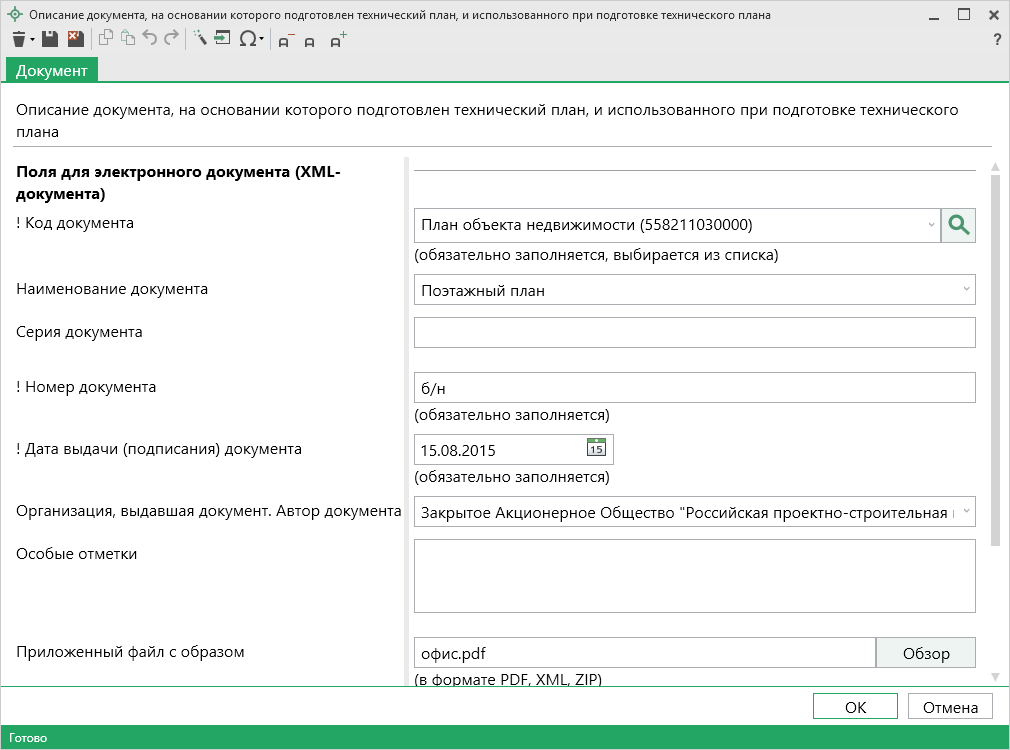 Описание документа, на основании которого подготовлен технический план, и использованного при подготовке технического плана
?
Документ
Описание документа, на основании которого подготовлен технический план, и использованного при подготовке технического
плана
Поля для электронного документа (XML-
документа)
! Код документа
План объекта недвижимости (558211030000)
(обязательно заполняется, выбирается из списка)
Наименование документа
Поэтажный план
Серия документа
! Номер документа
б/н
(обязательно заполняется)
! Дата выдачи (подписания) документа
15.08.2015
15
(обязательно заполняется)
Организация, выдавшая документ. Автор документа
Закрытое Акционерное Общество "Российская проектно-строительная
Особые отметки
Приложенный файл с образом
офис.pdf
Обзор
(в формате PDF, XML, ZIP)
ОК
Отмена
Готово